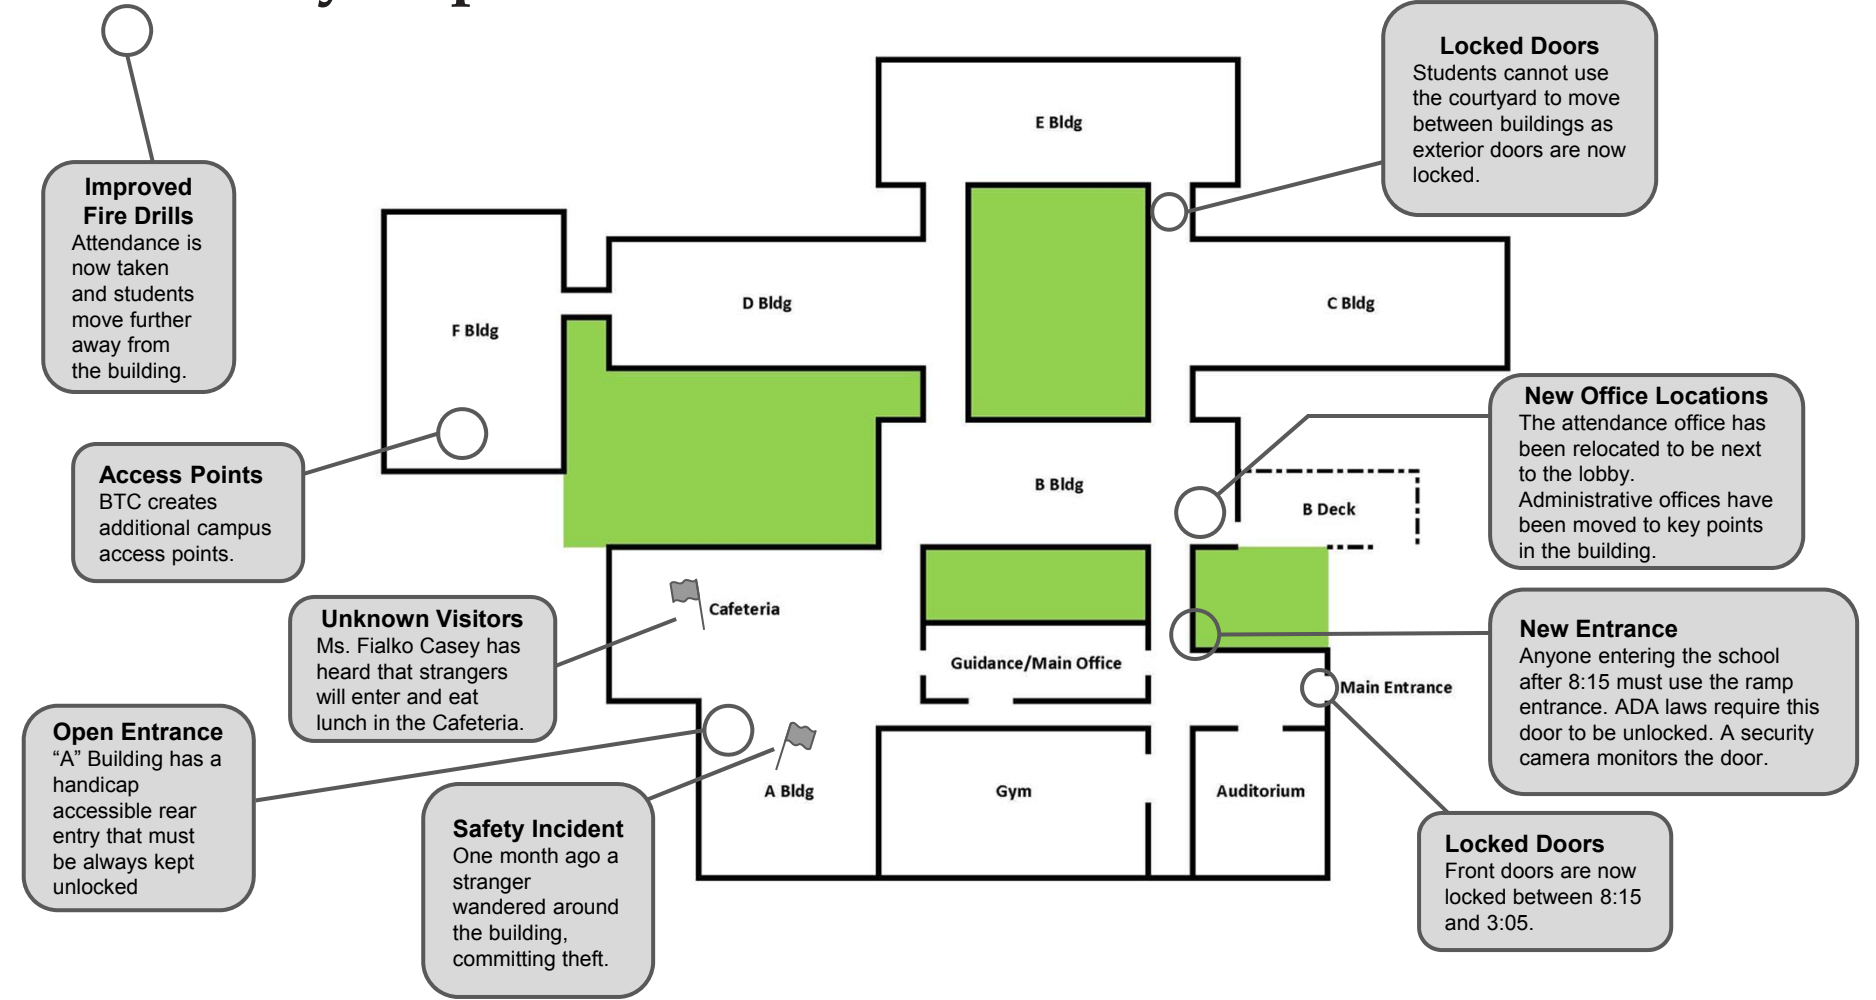 Improved
Fire Drills
Attendance is
now taken
and students
move further
away from
the building.
Locked Doors
Students cannot use
the courtyard to move
between buildings as
exterior doors are now
locked.
E Bldg
D Bldg
C Bldg
F Bldg
Access Points
BTC creates
additional campus
access points.
New Office Locations
The attendance office has
been relocated to be next
to the lobby.
Administrative offices have
been moved to key points
in the building.
B Bldg
B Deck
Unknown Visitors
Ms. Fialko Casey has
heard that strangers
will enter and eat
lunch in the Cafeteria.
Cafeteria
Guidance/Main Office
New Entrance
Anyone entering the school
after 8:15 must use the ramp
entrance. ADA laws require this
door to be unlocked. A security
camera monitors the door.
Main Entrance
Open Entrance
“A” Building has a
handicap
accessible rear
entry that must
be always kept
unlocked
A Bldg
Gym
Auditorium
Safety Incident
One month ago a
stranger
wandered around
the building,
committing theft.
Locked Doors
Front doors are now
locked between 8:15
and 3:05.